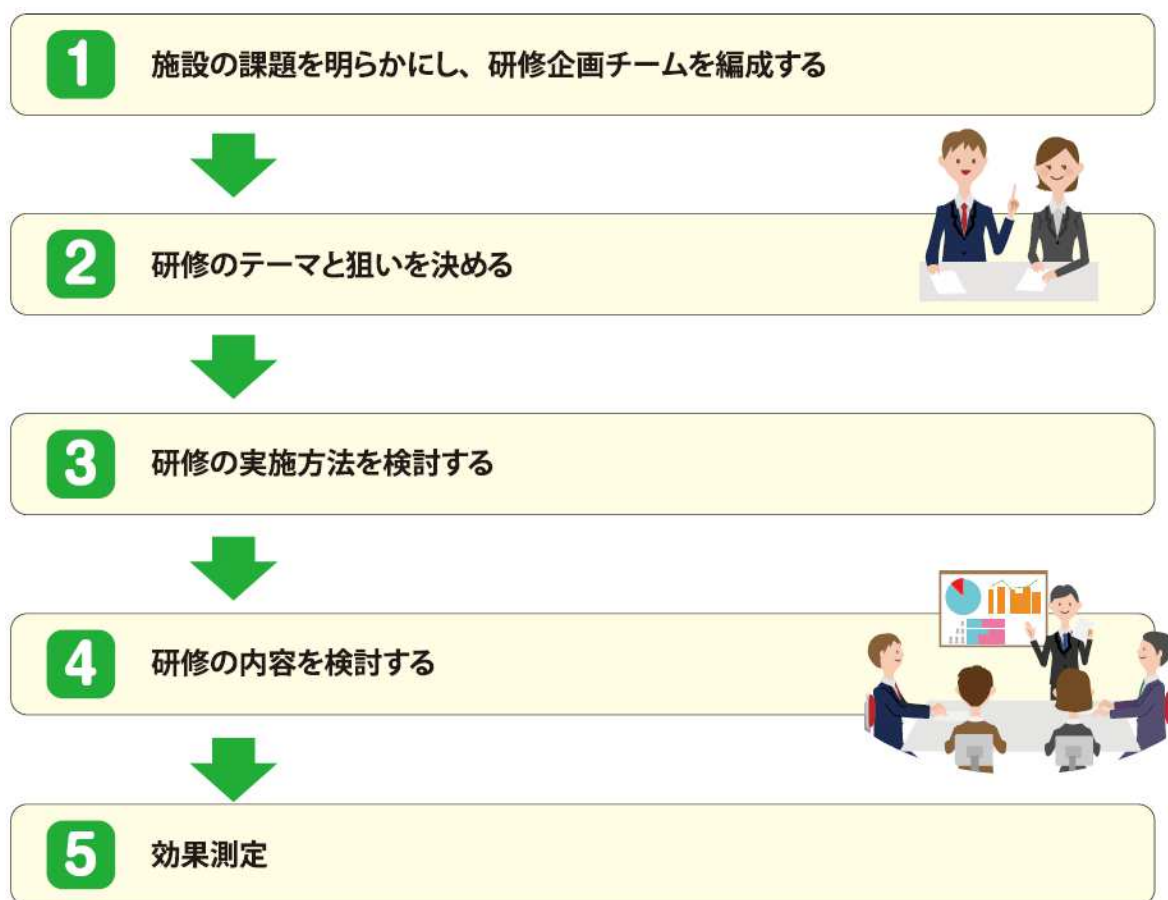 1 施設の課題を明らかにし、研修企画チームを編成する
2 研修のテーマと狙いを決める
3 研修の実施方法を検討する
4 研修の内容を検討する
5 効果測定